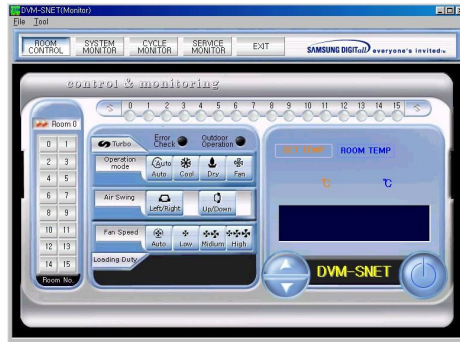 DVM-SNET(Monitor)
File Tool
ROOM CONTROL SYSTEM MONITOR CYCLE MONITOR SERVICE MONITOR EXIT SAMSUNG DIGITall everyone's invited™
control & monitoring
0 1 2 3 4 5 6 7 8 9 10 11 12 13 14 15
Room 0
Turbo Error Check Outdoor Operation
SET TEMP ROOM TEMP
0 1
Operation mode Auto
Auto Cool Dry Fan
2 3
4 5
℃ ℃
6 7
Air Swing Left/Right Up/Down
8 9
10 11
Fan Speed
Auto Low Midium High
12 13
Loading Duty
14 15
DVM-SNET
Room No.